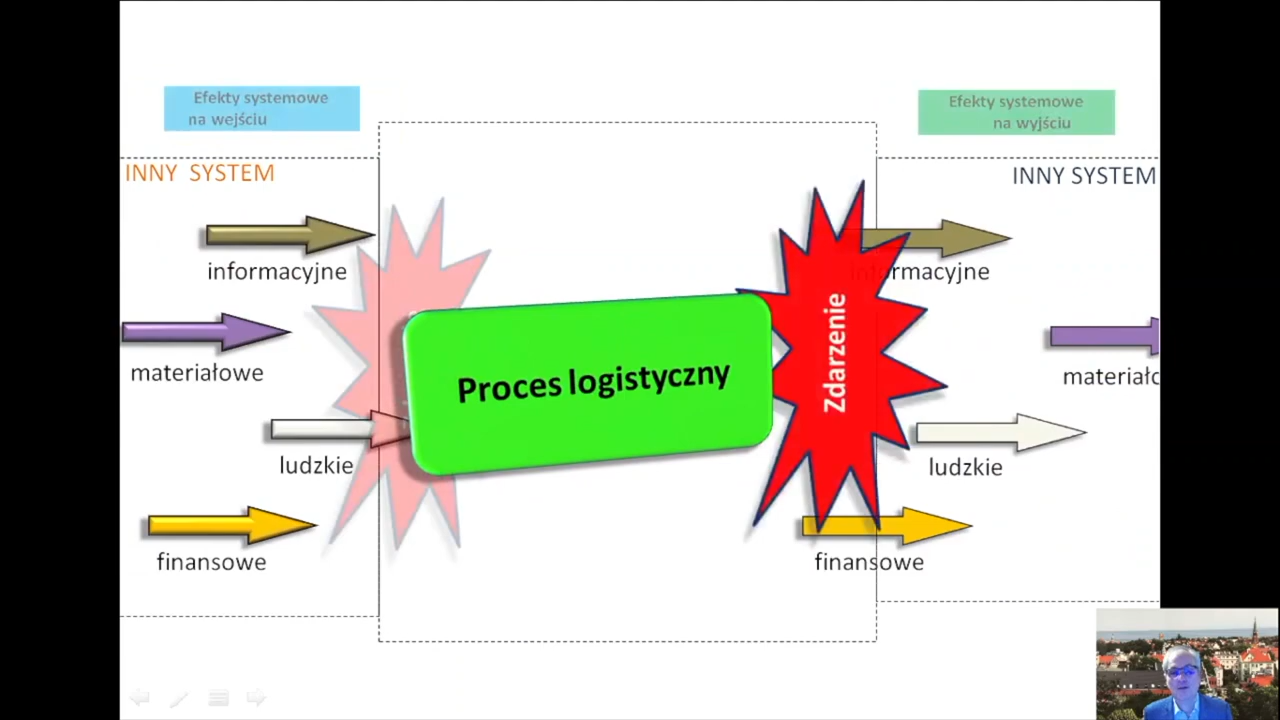 Efekty systemowe
na wejściu
Efekty systemowe
na wyjściu
INNY SYSTEM
INNY SYSTEM
informacyjne
informacyjne
materiałowe
materiałc
ludzkie
ludzkie
finansowe
finansowe
Proces logistyczny
Zdarzenie